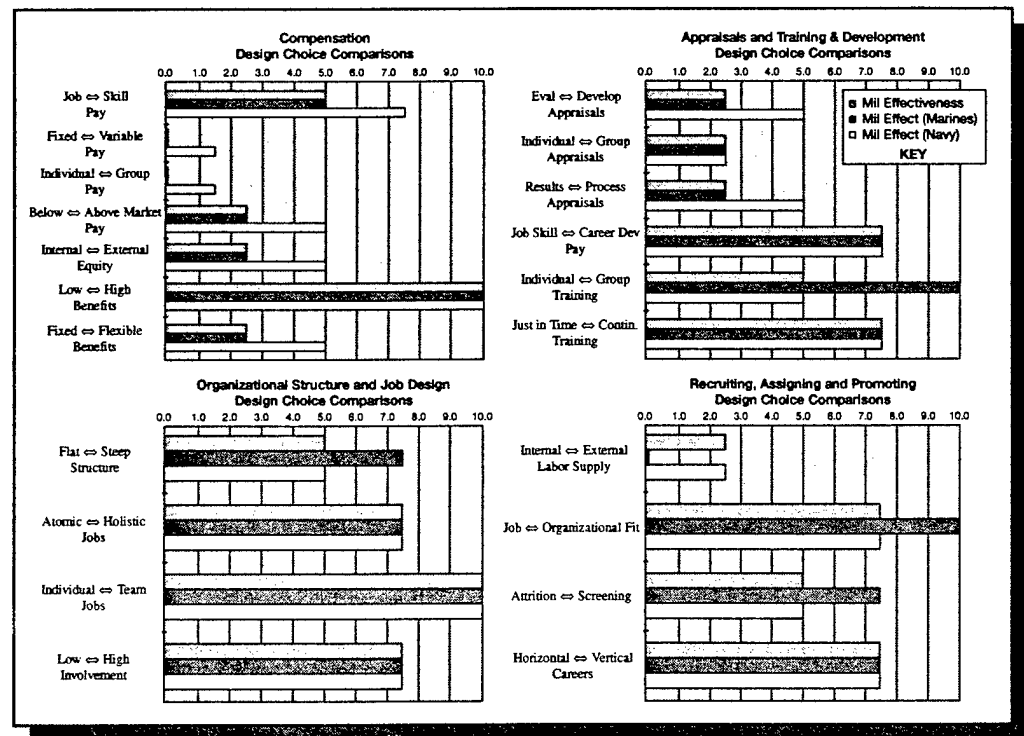 Compensation
Design Choice Comparisons
0.0 1.0 2.0 3.0 4.0 5.0 6.0 7.0 8.0 9.0 10.0
Job ⇔ Skill
Pay
Fixed ⇔ Variable
Pay
Individual ⇔ Group
Pay
Below ⇔ Above Market
Pay
Internal ⇔ External
Equity
Low ⇔ High
Benefits
Fixed ⇔ Flexible
Benefits
Appraisals and Training & Development
Design Choice Comparisons
0.0 1.0 2.0 3.0 4.0 5.0 6.0 7.0 8.0 9.0 10.0
Eval ⇔ Develop
Appraisals
Individual ⇔ Group
Appraisals
Results ⇔ Process
Appraisals
Job Skill ⇔ Career Dev
Pay
Individual ⇔ Group
Training
Just in Time ⇔ Contin.
Training
Mil Effectiveness
Mil Effect (Marines)
Mil Effect (Navy)
KEY
Organizational Structure and Job Design
Design Choice Comparisons
0.0 1.0 2.0 3.0 4.0 5.0 6.0 7.0 8.0 9.0 10.0
Flat ⇔ Steep
Structure
Atomic ⇔ Holistic
Jobs
Individual ⇔ Team
Jobs
Low ⇔ High
Involvement
Recruiting, Assigning and Promoting
Design Choice Comparisons
0.0 1.0 2.0 3.0 4.0 5.0 6.0 7.0 8.0 9.0 10.0
Internal ⇔ External
Labor Supply
Job ⇔ Organizational Fit
Attrition ⇔ Screening
Horizontal ⇔ Vertical
Careers